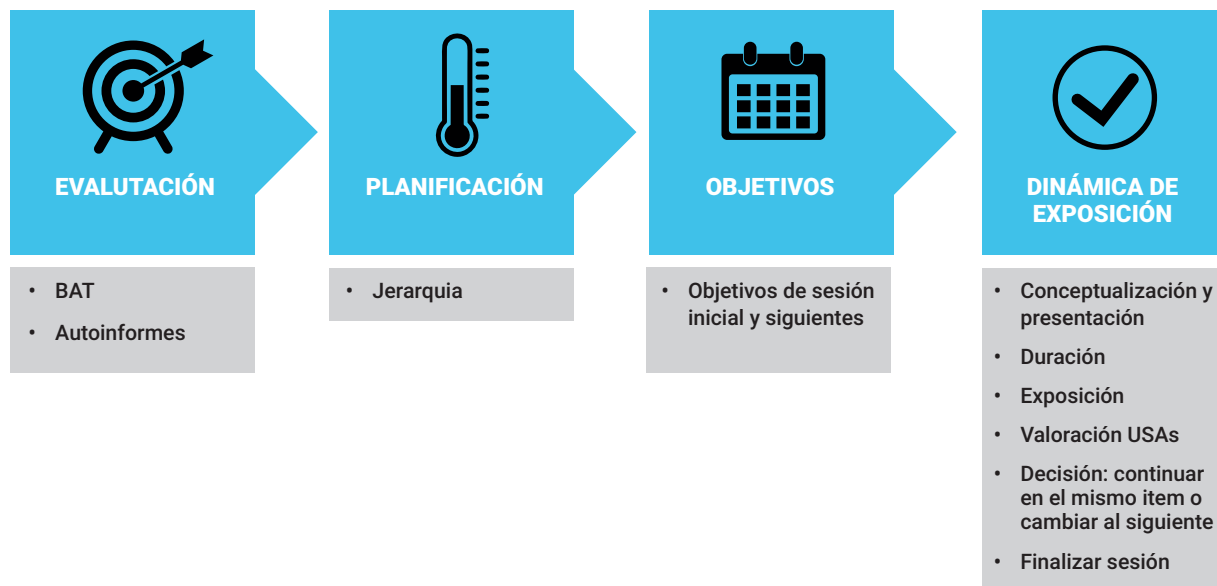 EVALUTACIÓN
• BAT
• Autoinformes
PLANIFICACIÓN
• Jerarquia
OBJETIVOS
• Objetivos de sesión
inicial y siguientes
DINÁMICA DE
EXPOSICIÓN
• Conceptualización y
presentación
• Duración
• Exposición
• Valoración USAs
• Decisión: continuar
en el mismo item o
cambiar al siguiente
• Finalizar sesión